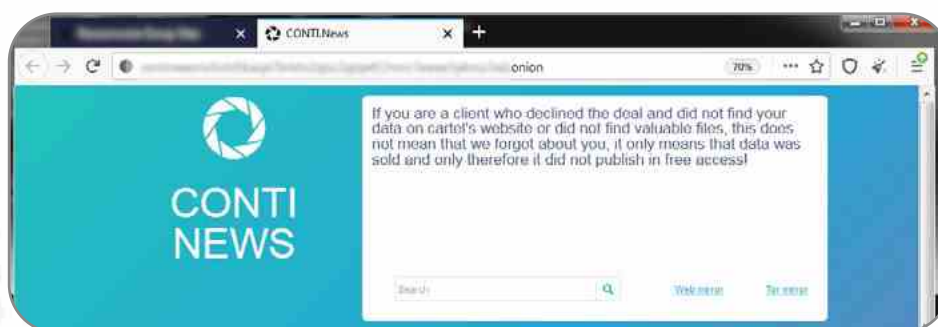 CONTI.News
onion
70%
CONTI
NEWS
If you are a client who declined the deal and did not find your
data on cartel's website or did not find valuable files, this does
not mean that we forgot about you, it only means that data was
sold and only therefore it did not publish in free access!
Search
Web mirror
Tor mirror